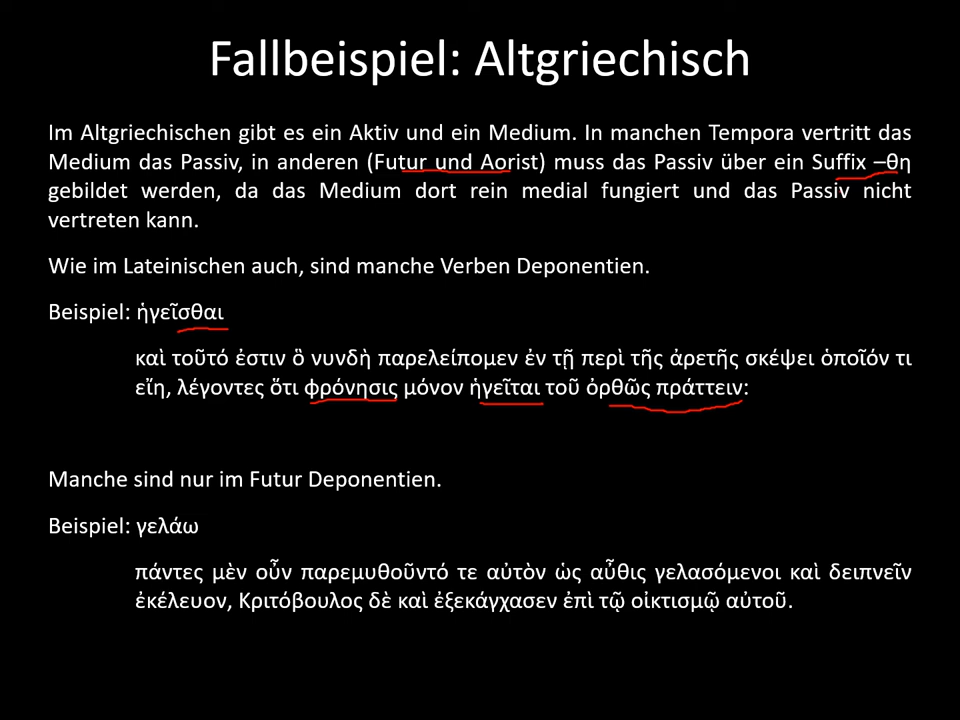 Fallbeispiel: Altgriechisch
Im Altgriechischen gibt es ein Aktiv und ein Medium. In manchen Tempora vertritt das
Medium das Passiv, in anderen (Futur und Aorist) muss das Passiv über ein Suffix –θη
gebildet werden, da das Medium dort rein medial fungiert und das Passiv nicht
vertreten kann.
Wie im Lateinischen auch, sind manche Verben Deponentien.
Beispiel: ἡγεῖσθαι
καὶ τοῦτό ἐστιν ὃ νυνδὴ παρελείπομεν ἐν τῇ περὶ τῆς ἀρετῆς σκέψει ὁποῖόν τι
εἴη, λέγοντες ὅτι φρόνησις μόνον ἡγεῖται τοῦ ὀρθῶς πράττειν:
Manche sind nur im Futur Deponentien.
Beispiel: γελάω
πάντες μὲν οὖν παρεμυθοῦντό τε αὐτὸν ὡς αὖθις γελασόμενοι καὶ δειπνεῖν
ἐκέλευον, Κριτόβουλος δὲ καὶ ἐξεκάγχασεν ἐπὶ τῷ οἰκτισμῷ αὐτοῦ.